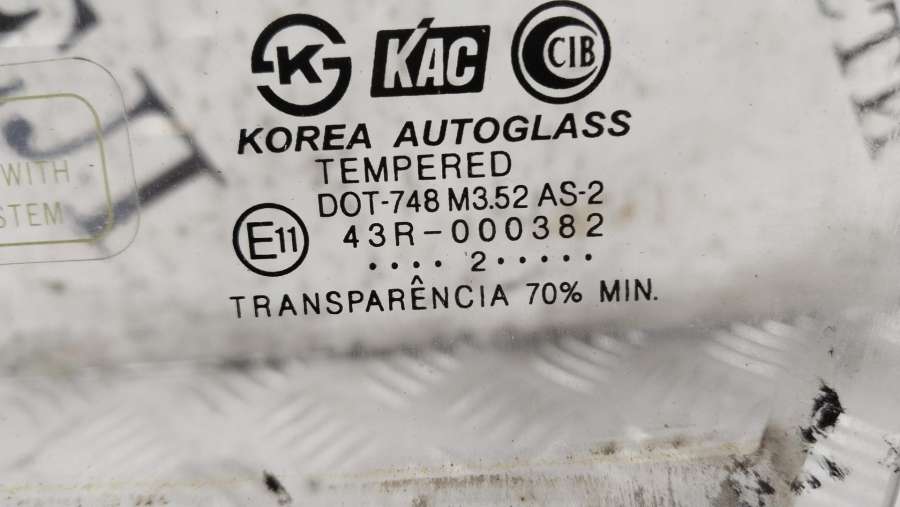 K KAC CIB
KOREA AUTOGLASS
TEMPERED
DOT-748 M3.52 AS-2
E11 43R-000382
.... 2.....
TRANSPARÊNCIA 70% MIN.
WITH
STEM